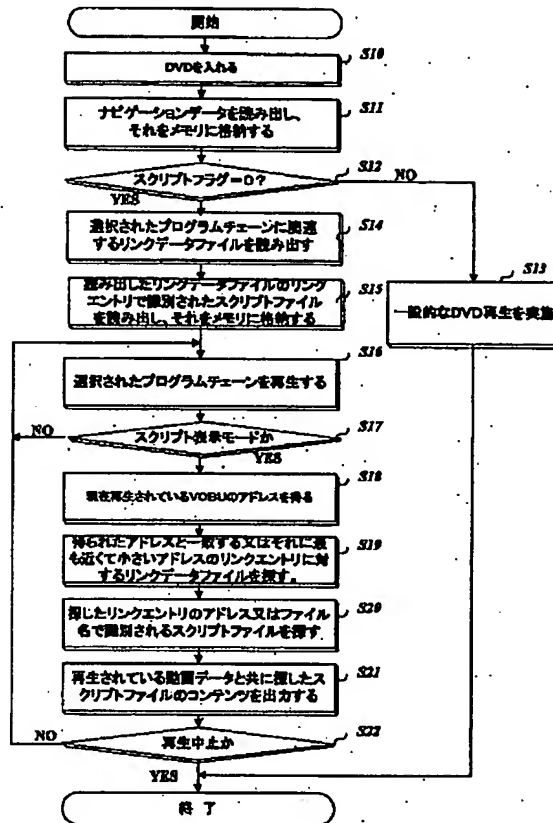 開始
DVDを入れる
S10
ナビゲーションデータを読み出し、
それをメモリに格納する
S11
スクリプトフラグ=0?
S12
NO
YES
選択されたプログラムチェーンに関連
するリンクデータファイルを読み出す
S14
読み出したリンクデータファイルのリンク
エントリで識別されたスクリプトファイル
を読み出し、それをメモリに格納する
S15
S13
一般的なDVD再生を実施
選択されたプログラムチェーンを再生する
S16
NO
スクリプト表示モードか
S17
YES
現在再生されているVOBUのアドレスを得る
S18
得られたアドレスと一致する又はそれに最
も近くて小さいアドレスのリンクエントリに対
するリンクデータファイルを探す。
S19
探したリンクエントリのアドレス又はファイル
名で識別されるスクリプトファイルを探す
S20
再生されている動画データと共に探したス
クリプトファイルのコンテンツを出力する
S21
NO
再生中止か
S22
YES
終了